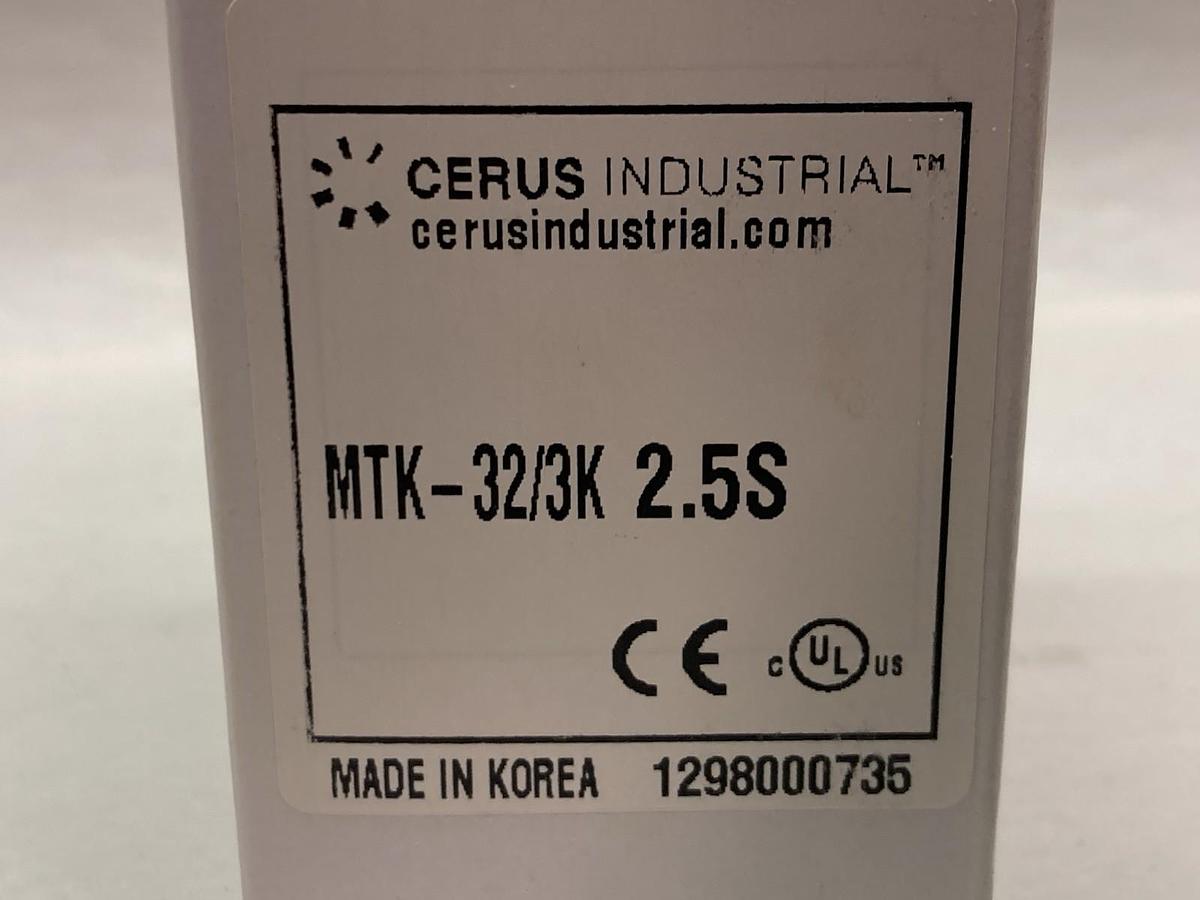 CERUS INDUSTRIAL™
cerusindustrial.com
MTK-32/3K 2.5S
CE c UL US
MADE IN KOREA 1298000735